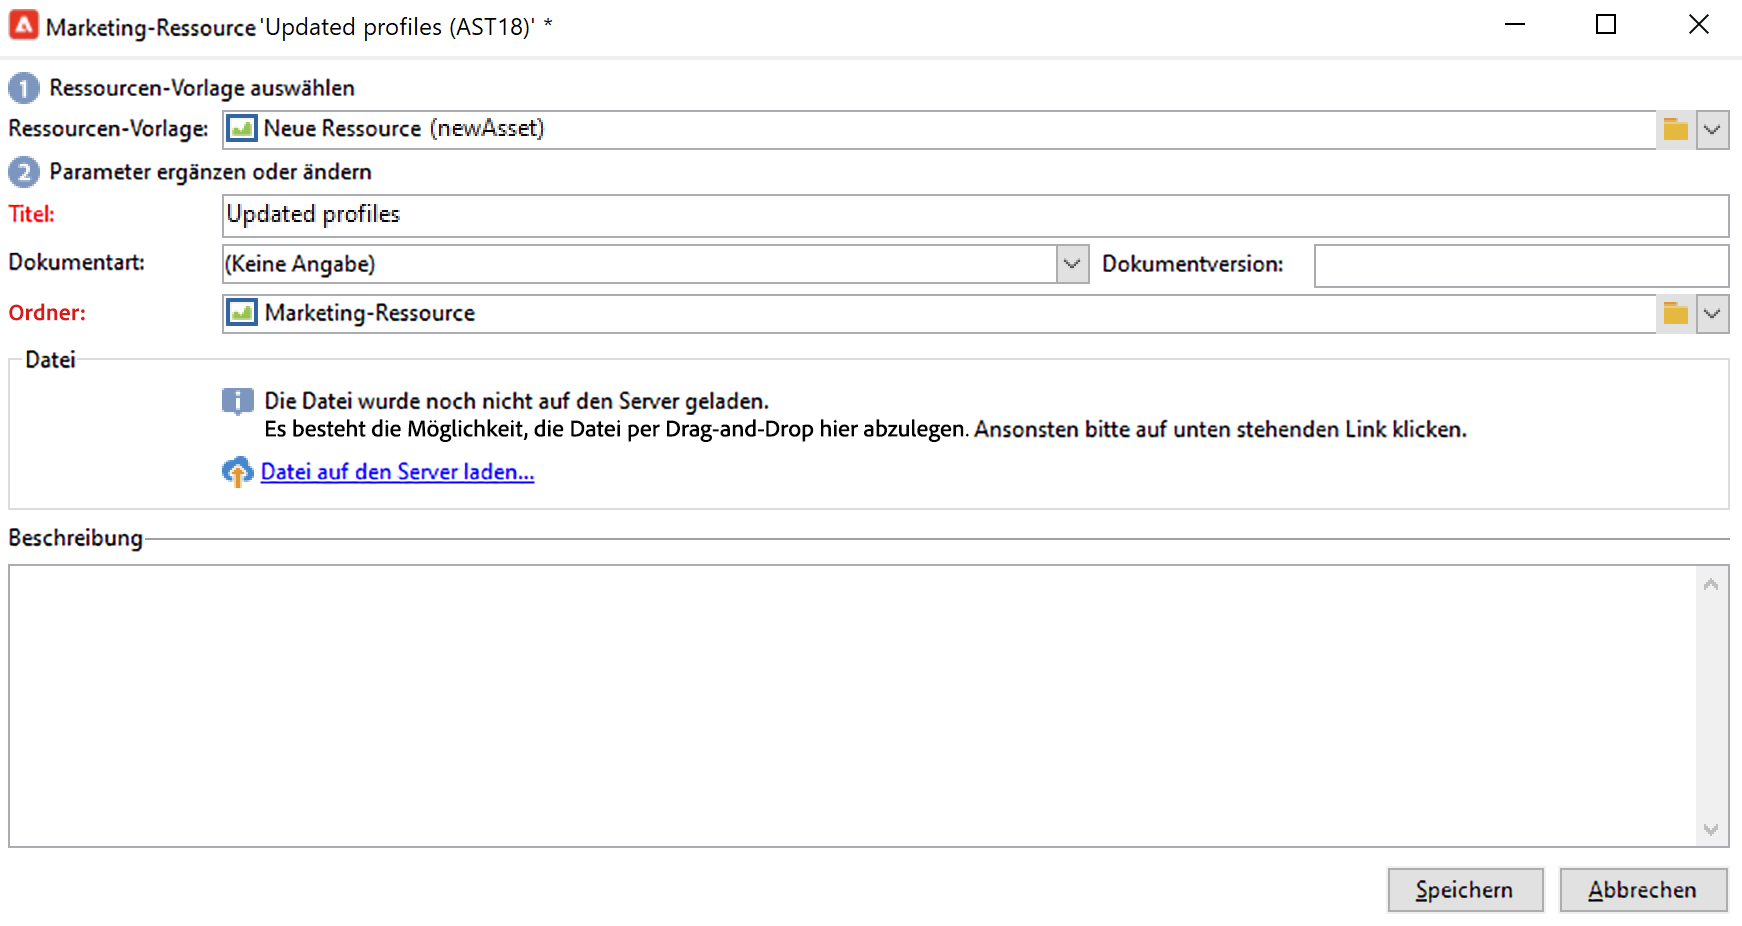 Marketing-Ressource 'Updated profiles (AST18)' *
1 Ressourcen-Vorlage auswählen
Ressourcen-Vorlage: Neue Ressource (newAsset)
2 Parameter ergänzen oder ändern
Titel: Updated profiles
Dokumentart: (Keine Angabe) Dokumentversion:
Ordner: Marketing-Ressource
Datei
Die Datei wurde noch nicht auf den Server geladen.
Es besteht die Möglichkeit, die Datei per Drag-and-Drop hier abzulegen. Ansonsten bitte auf unten stehenden Link klicken.
Datei auf den Server laden...
Beschreibung
Speichern Abbrechen